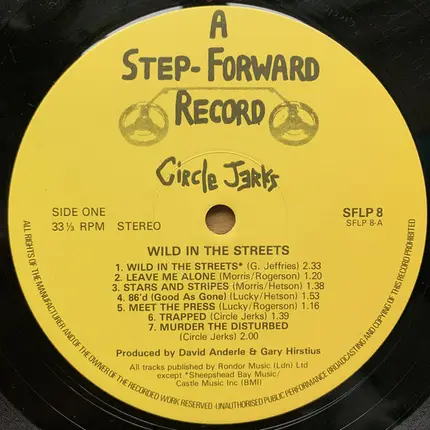 A
STEP-FORWARD
RECORD
Circle Jerks
SIDE ONE
33⅓ RPM STEREO
SFLP 8
SFLP 8-A
WILD IN THE STREETS
1. WILD IN THE STREETS* (G. Jeffries) 2.33
2. LEAVE ME ALONE (Morris/Rogerson) 1.20
3. STARS AND STRIPES (Morris/Hetson) 1.38
4. 86'd (Good As Gone) (Lucky/Hetson) 1.53
5. MEET THE PRESS (Lucky/Rogerson) 1.16
6. TRAPPED (Circle Jerks) 1.39
7. MURDER THE DISTURBED
(Circle Jerks) 2.00
Produced by David Anderle & Gary Hirstius
All tracks published by Rondor Music (Ldn) Ltd
except *Sheepshead Bay Music/
Castle Music Inc (BMI)
ALL RIGHTS OF THE MANUFACTURER AND OF THE OWNER OF THE RECORDED WORK RESERVED · UNAUTHORISED PUBLIC PERFORMANCE BROADCASTING AND COPYING OF THIS RECORD PROHIBITED